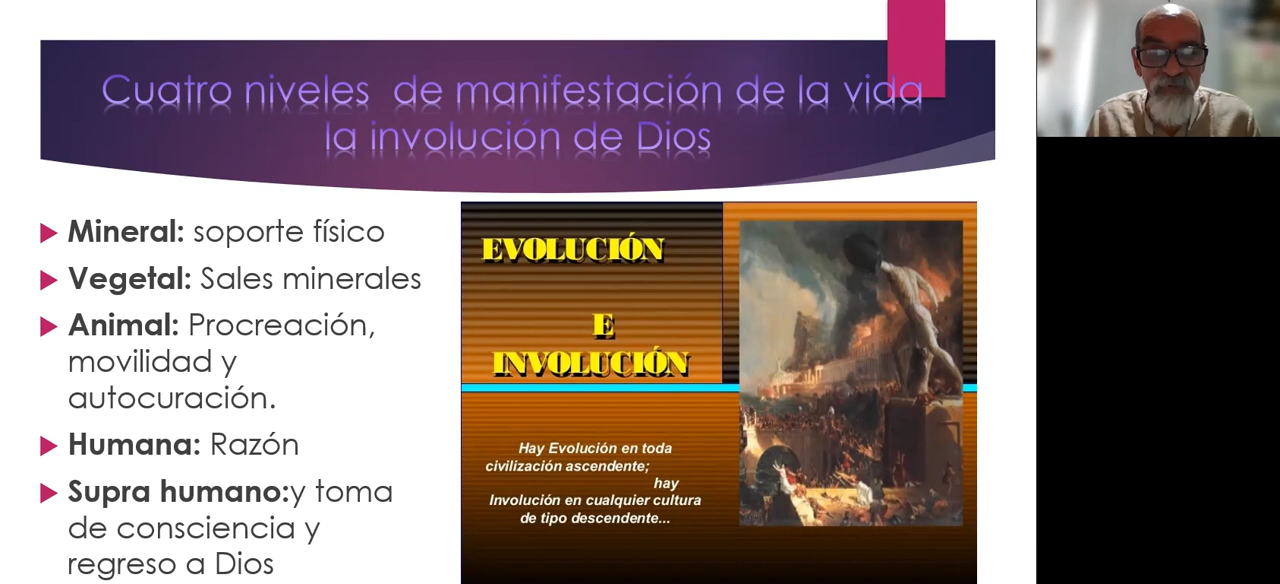 Cuatro niveles de manifestación de la vida
la involución de Dios
Mineral: soporte físico
Vegetal: Sales minerales
Animal: Procreación,
movilidad y
autocuración.
Humana: Razón
Supra humano:y toma
de consciencia y
regreso a Dios
EVOLUCIÓN
E
INVOLUCIÓN
Hay Evolución en toda
civilización ascendente;
hay
Involución en cualquier cultura
de tipo descendente...